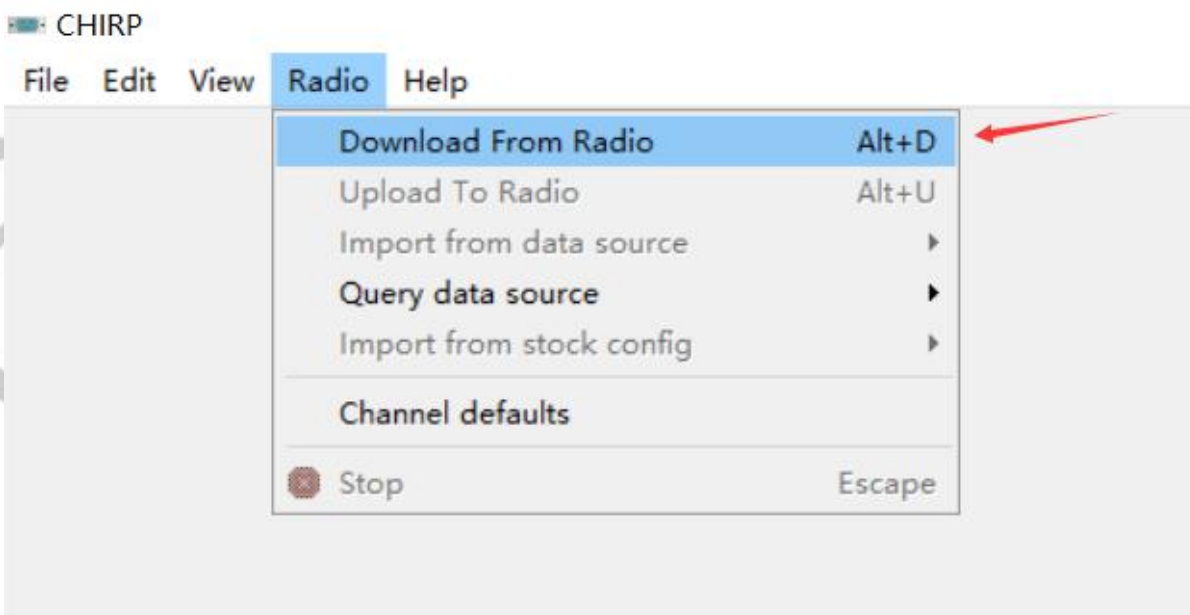 CHIRP
File Edit View Radio Help
Download From Radio Alt+D
Upload To Radio Alt+U
Import from data source
Query data source
Import from stock config
Channel defaults
Stop Escape